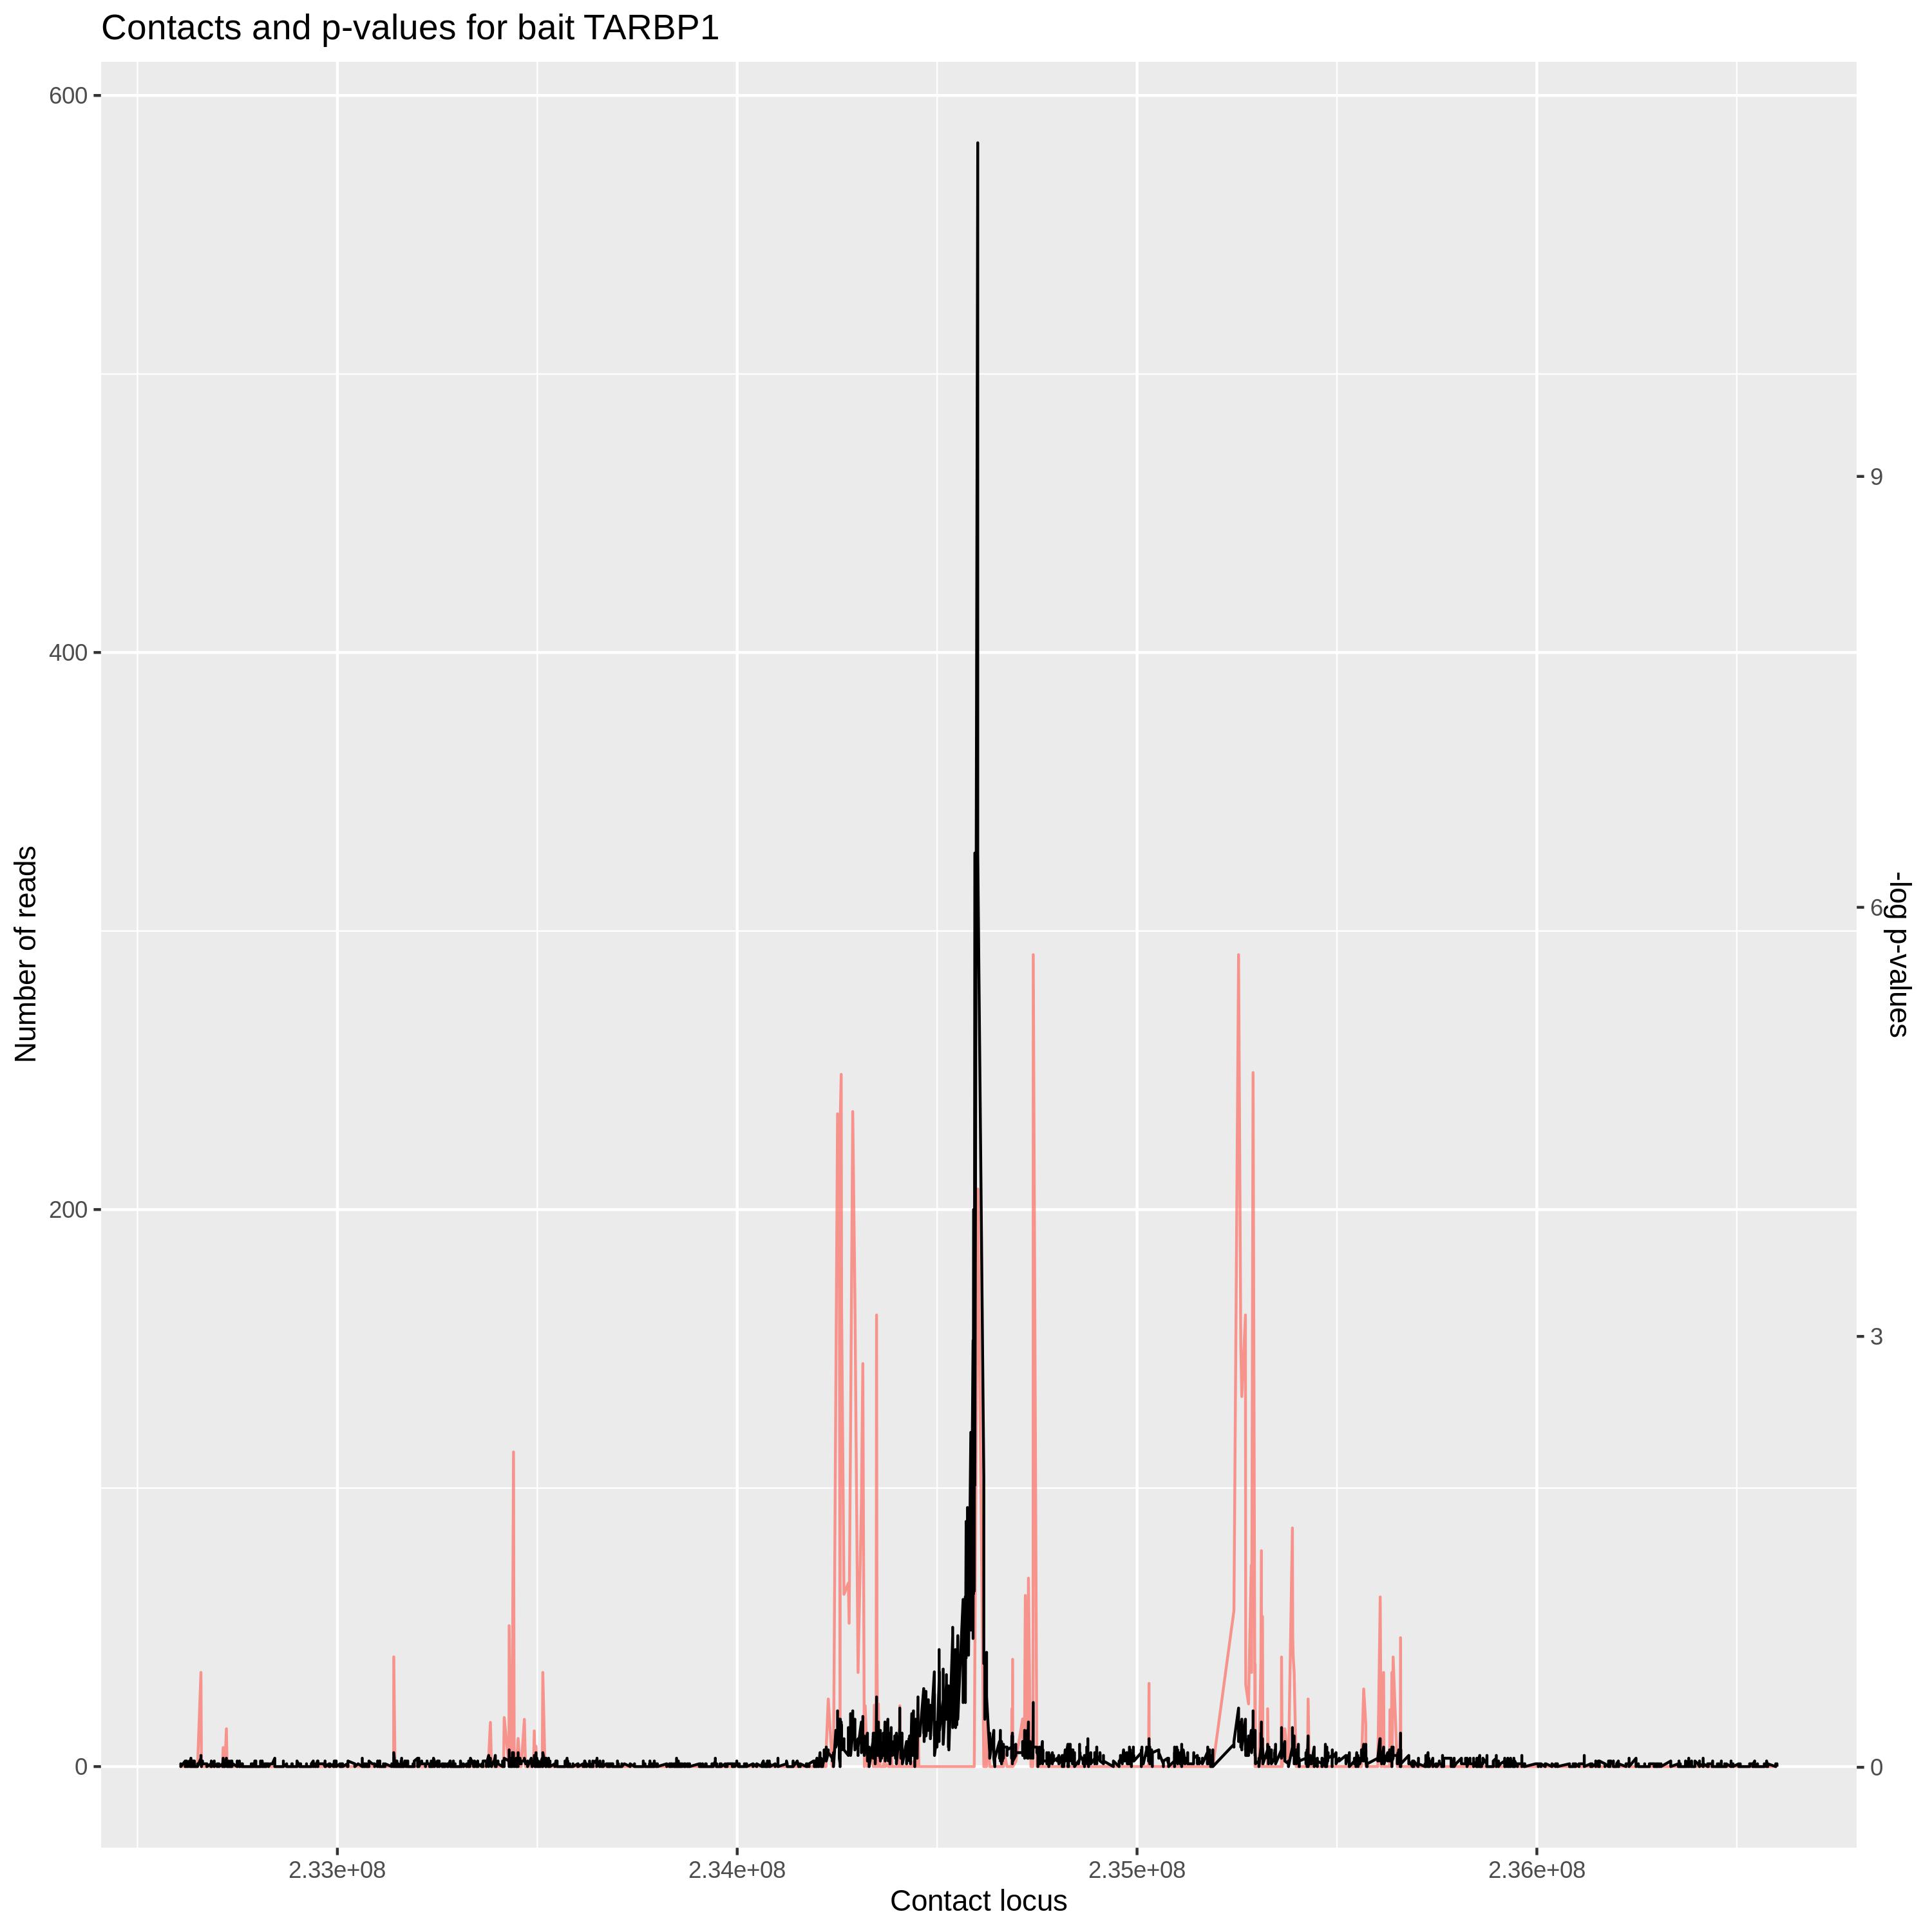 Contacts and p-values for bait TARBP1
600
400
200
0
Number of reads
9
6
3
0
-log p-values
2.33e+08
2.34e+08
2.35e+08
2.36e+08
Contact locus